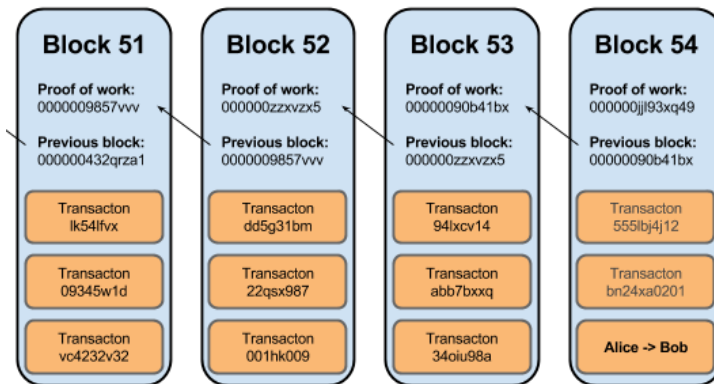 Block 51
Proof of work:
0000009857vvv
Previous block:
000000432qrza1
Transacton
lk54lfvx
Transacton
09345w1d
Transacton
vc4232v32
Block 52
Proof of work:
000000zzxvzx5
Previous block:
0000009857vvv
Transacton
dd5g31bm
Transacton
22qsx987
Transacton
001hk009
Block 53
Proof of work:
00000090b41bx
Previous block:
000000zzxvzx5
Transacton
94lxcv14
Transacton
abb7bxxq
Transacton
34oiu98a
Block 54
Proof of work:
000000jjl93xq49
Previous block:
00000090b41bx
Transacton
555lbj4j12
Transacton
bn24xa0201
Alice -> Bob